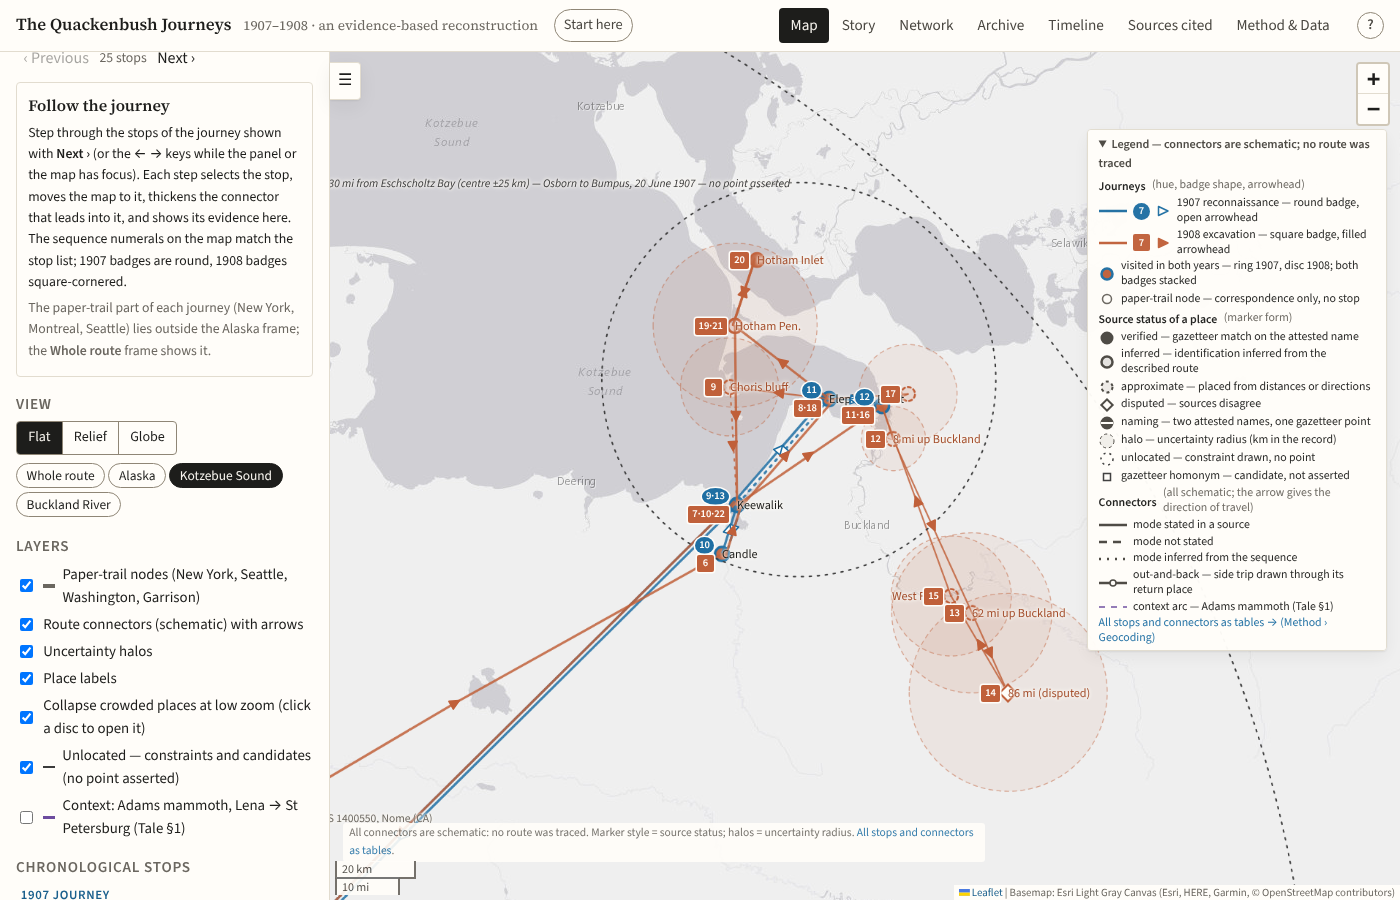 The Quackenbush Journeys
1907–1908 · an evidence-based reconstruction
Start here
Map
Story
Network
Archive
Timeline
Sources cited
Method & Data
?
‹ Previous
25 stops
Next ›
Follow the journey
Step through the stops of the journey shown
with Next › (or the ← → keys while the panel or
the map has focus). Each step selects the stop,
moves the map to it, thickens the connector
that leads into it, and shows its evidence here.
The sequence numerals on the map match the
stop list; 1907 badges are round, 1908 badges
square-cornered.
The paper-trail part of each journey (New York,
Montreal, Seattle) lies outside the Alaska frame;
the Whole route frame shows it.
VIEW
Flat
Relief
Globe
Whole route
Alaska
Kotzebue Sound
Buckland River
LAYERS
Paper-trail nodes (New York, Seattle,
Washington, Garrison)
Route connectors (schematic) with arrows
Uncertainty halos
Place labels
Collapse crowded places at low zoom (click
a disc to open it)
Unlocated — constraints and candidates
(no point asserted)
Context: Adams mammoth, Lena → St
Petersburg (Tale §1)
CHRONOLOGICAL STOPS
1907 JOURNEY
☰
Kotzebue
Kotzebue
Sound
30 mi from Eschscholtz Bay (centre ±25 km) — Osborn to Bumpus, 20 June 1907 — no point asserted
Selawik
20
Hotham Inlet
19·21
Hotham Pen.
Kotzebue
Sound
9
Choris bluff
11
8·18
12
11·16
17
12
8 mi up Buckland
Deering
9·13
7·10·22
Keewalik
10
6
Candle
Buckland
15
13
62 mi up Buckland
14
86 mi (disputed)
S 1400550, Nome (CA)
All connectors are schematic: no route was traced. Marker style = source status; halos = uncertainty radius. All stops and connectors
as tables.
20 km
10 mi
+
−
▼ Legend — connectors are schematic; no route was
traced
Journeys (hue, badge shape, arrowhead)
7
1907 reconnaissance — round badge,
open arrowhead
7
1908 excavation — square badge, filled
arrowhead
visited in both years — ring 1907, disc 1908; both
badges stacked
paper-trail node — correspondence only, no stop
Source status of a place (marker form)
verified — gazetteer match on the attested name
inferred — identification inferred from the
described route
approximate — placed from distances or directions
disputed — sources disagree
naming — two attested names, one gazetteer point
halo — uncertainty radius (km in the record)
unlocated — constraint drawn, no point
gazetteer homonym — candidate, not asserted
Connectors (all schematic; the arrow gives the
direction of travel)
mode stated in a source
mode not stated
mode inferred from the sequence
out-and-back — side trip drawn through its
return place
context arc — Adams mammoth (Tale §1)
All stops and connectors as tables → (Method ›
Geocoding)
Leaflet | Basemap: Esri Light Gray Canvas (Esri, HERE, Garmin, © OpenStreetMap contributors)